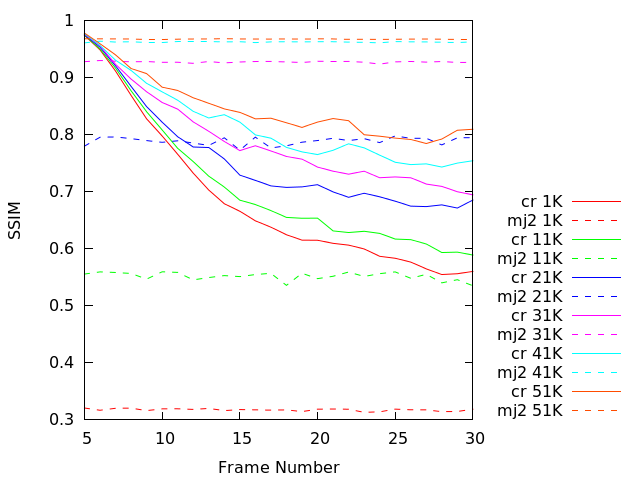 1
0.9
0.8
0.7
0.6
0.5
0.4
0.3
SSIM
5
10
15
20
25
30
Frame Number
cr 1K
mj2 1K
cr 11K
mj2 11K
cr 21K
mj2 21K
cr 31K
mj2 31K
cr 41K
mj2 41K
cr 51K
mj2 51K